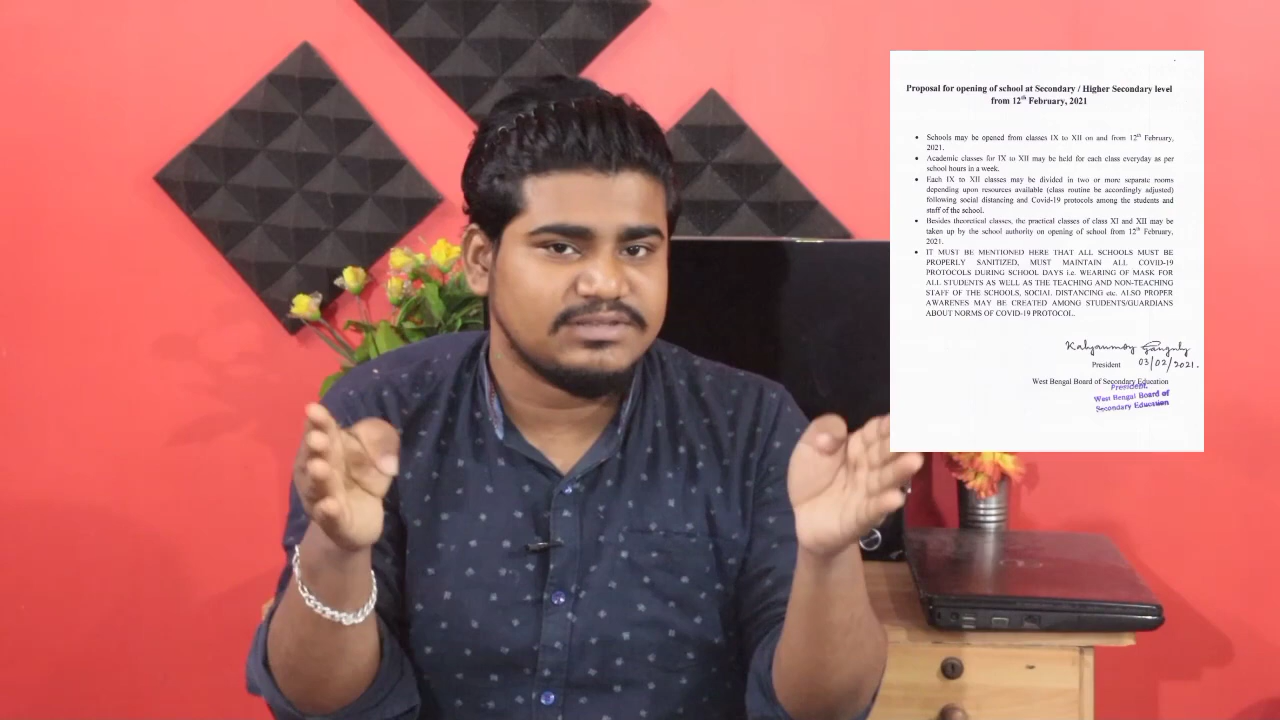 Proposal for opening of school at Secondary / Higher Secondary level
from 12th February, 2021
• Schools may be opened from classes IX to XII on and from 12th February,
2021.
• Academic classes for IX to XII may be held for each class everyday as per
school hours in a week.
• Each IX to XII classes may be divided in two or more separate rooms
depending upon resources available (class routine be accordingly adjusted)
following social distancing and Covid-19 protocols among the students and
staff of the school.
• Besides theoretical classes, the practical classes of class XI and XII may be
taken up by the school authority on opening of school from 12th February,
2021.
• IT MUST BE MENTIONED HERE THAT ALL SCHOOLS MUST BE
PROPERLY SANITIZED, MUST MAINTAIN ALL COVID-19
PROTOCOLS DURING SCHOOL DAYS i.e. WEARING OF MASK FOR
ALL STUDENTS AS WELL AS THE TEACHING AND NON-TEACHING
STAFF OF THE SCHOOLS, SOCIAL DISTANCING etc. ALSO PROPER
AWARENES MAY BE CREATED AMONG STUDENTS/GUARDIANS
ABOUT NORMS OF COVID-19 PROTOCOL.
Kalyanmoy Ganguly
President 03/02/2021.
West Bengal Board of Secondary Education
President
West Bengal Board of
Secondary Education